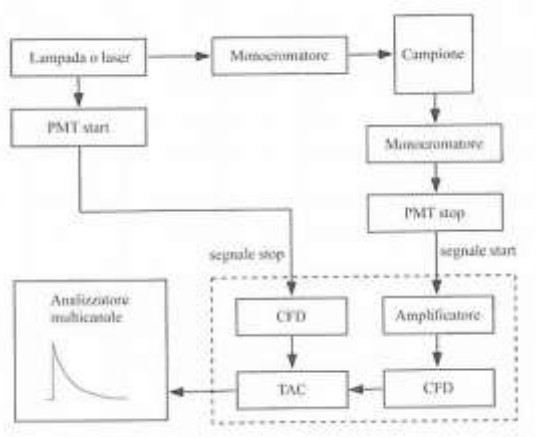 Lampada o laser
Monocromatore
Campione
PMT start
Monocromatore
PMT stop
segnale stop
segnale start
Analizzatore
multicanale
CFD
Amplificatore
TAC
CFD